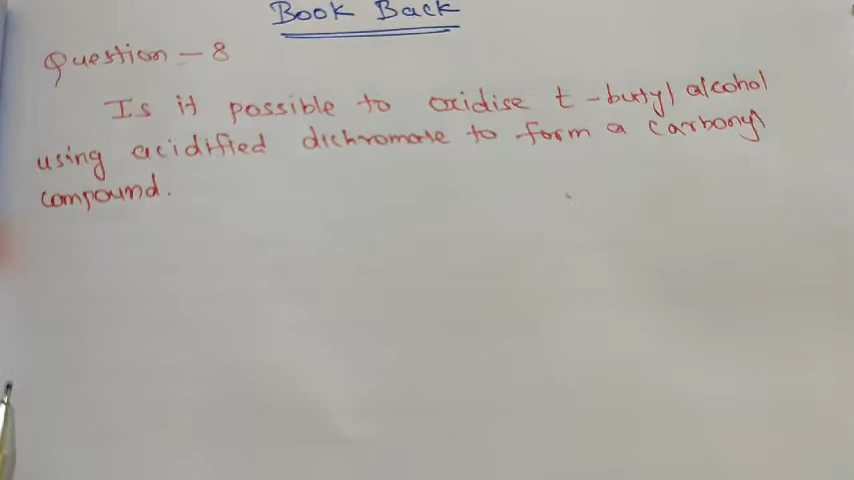 Book Back
Question - 8
Is it possible to oxidise t-butyl alcohol
using acidified dichromate to form a carbonyl
compound.